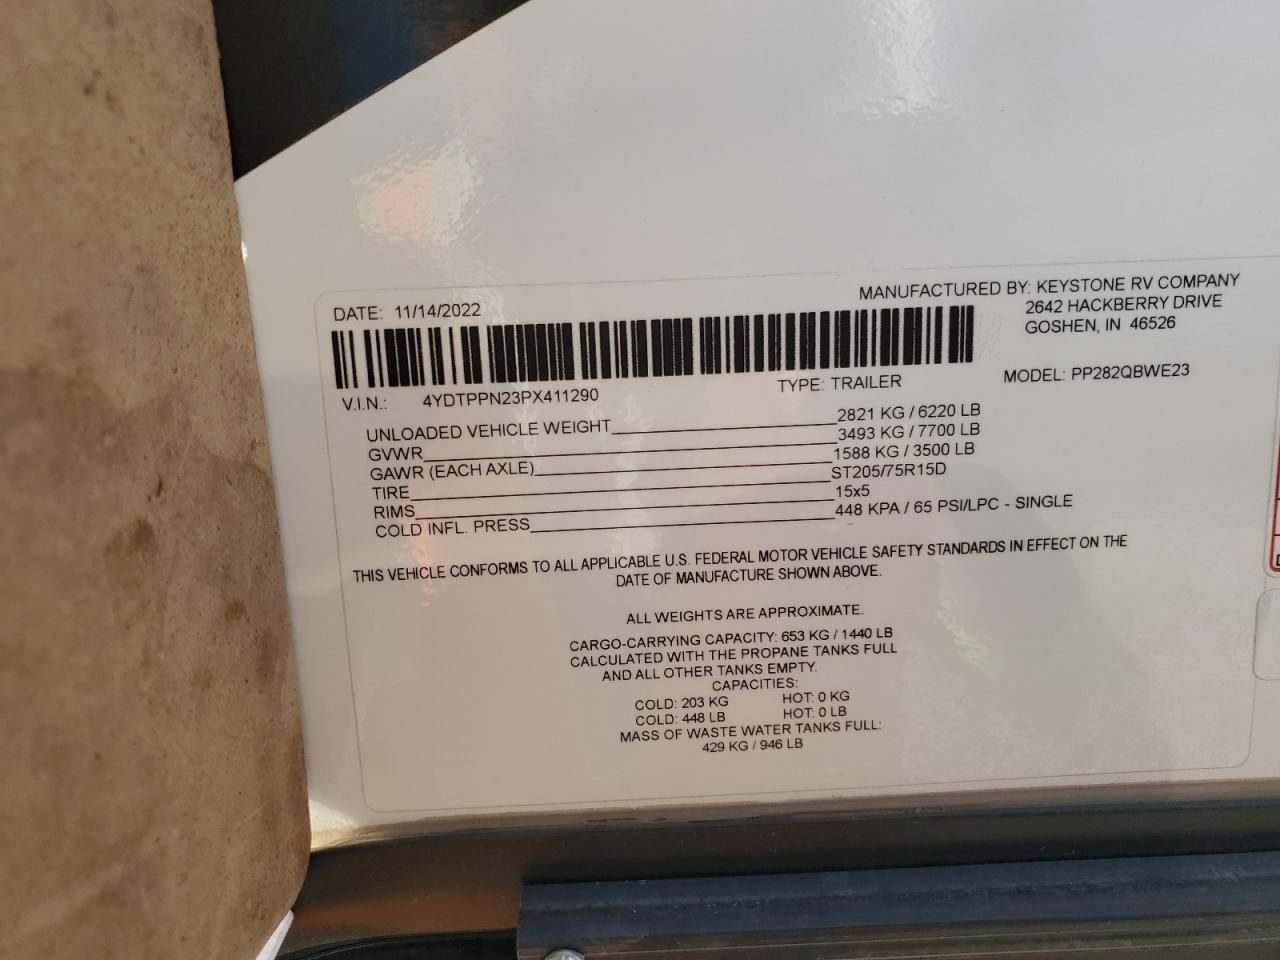 DATE: 11/14/2022
MANUFACTURED BY: KEYSTONE RV COMPANY
2642 HACKBERRY DRIVE
GOSHEN, IN 46526
V.I.N.: 4YDTPPN23PX411290
TYPE: TRAILER
MODEL: PP282QBWE23
UNLOADED VEHICLE WEIGHT 2821 KG / 6220 LB
GVWR 3493 KG / 7700 LB
GAWR (EACH AXLE) 1588 KG / 3500 LB
TIRE ST205/75R15D
RIMS 15x5
COLD INFL. PRESS 448 KPA / 65 PSI/LPC - SINGLE
THIS VEHICLE CONFORMS TO ALL APPLICABLE U.S. FEDERAL MOTOR VEHICLE SAFETY STANDARDS IN EFFECT ON THE
DATE OF MANUFACTURE SHOWN ABOVE.
ALL WEIGHTS ARE APPROXIMATE.
CARGO-CARRYING CAPACITY: 653 KG / 1440 LB
CALCULATED WITH THE PROPANE TANKS FULL
AND ALL OTHER TANKS EMPTY.
CAPACITIES:
COLD: 203 KG HOT: 0 KG
COLD: 448 LB HOT: 0 LB
MASS OF WASTE WATER TANKS FULL:
429 KG / 946 LB